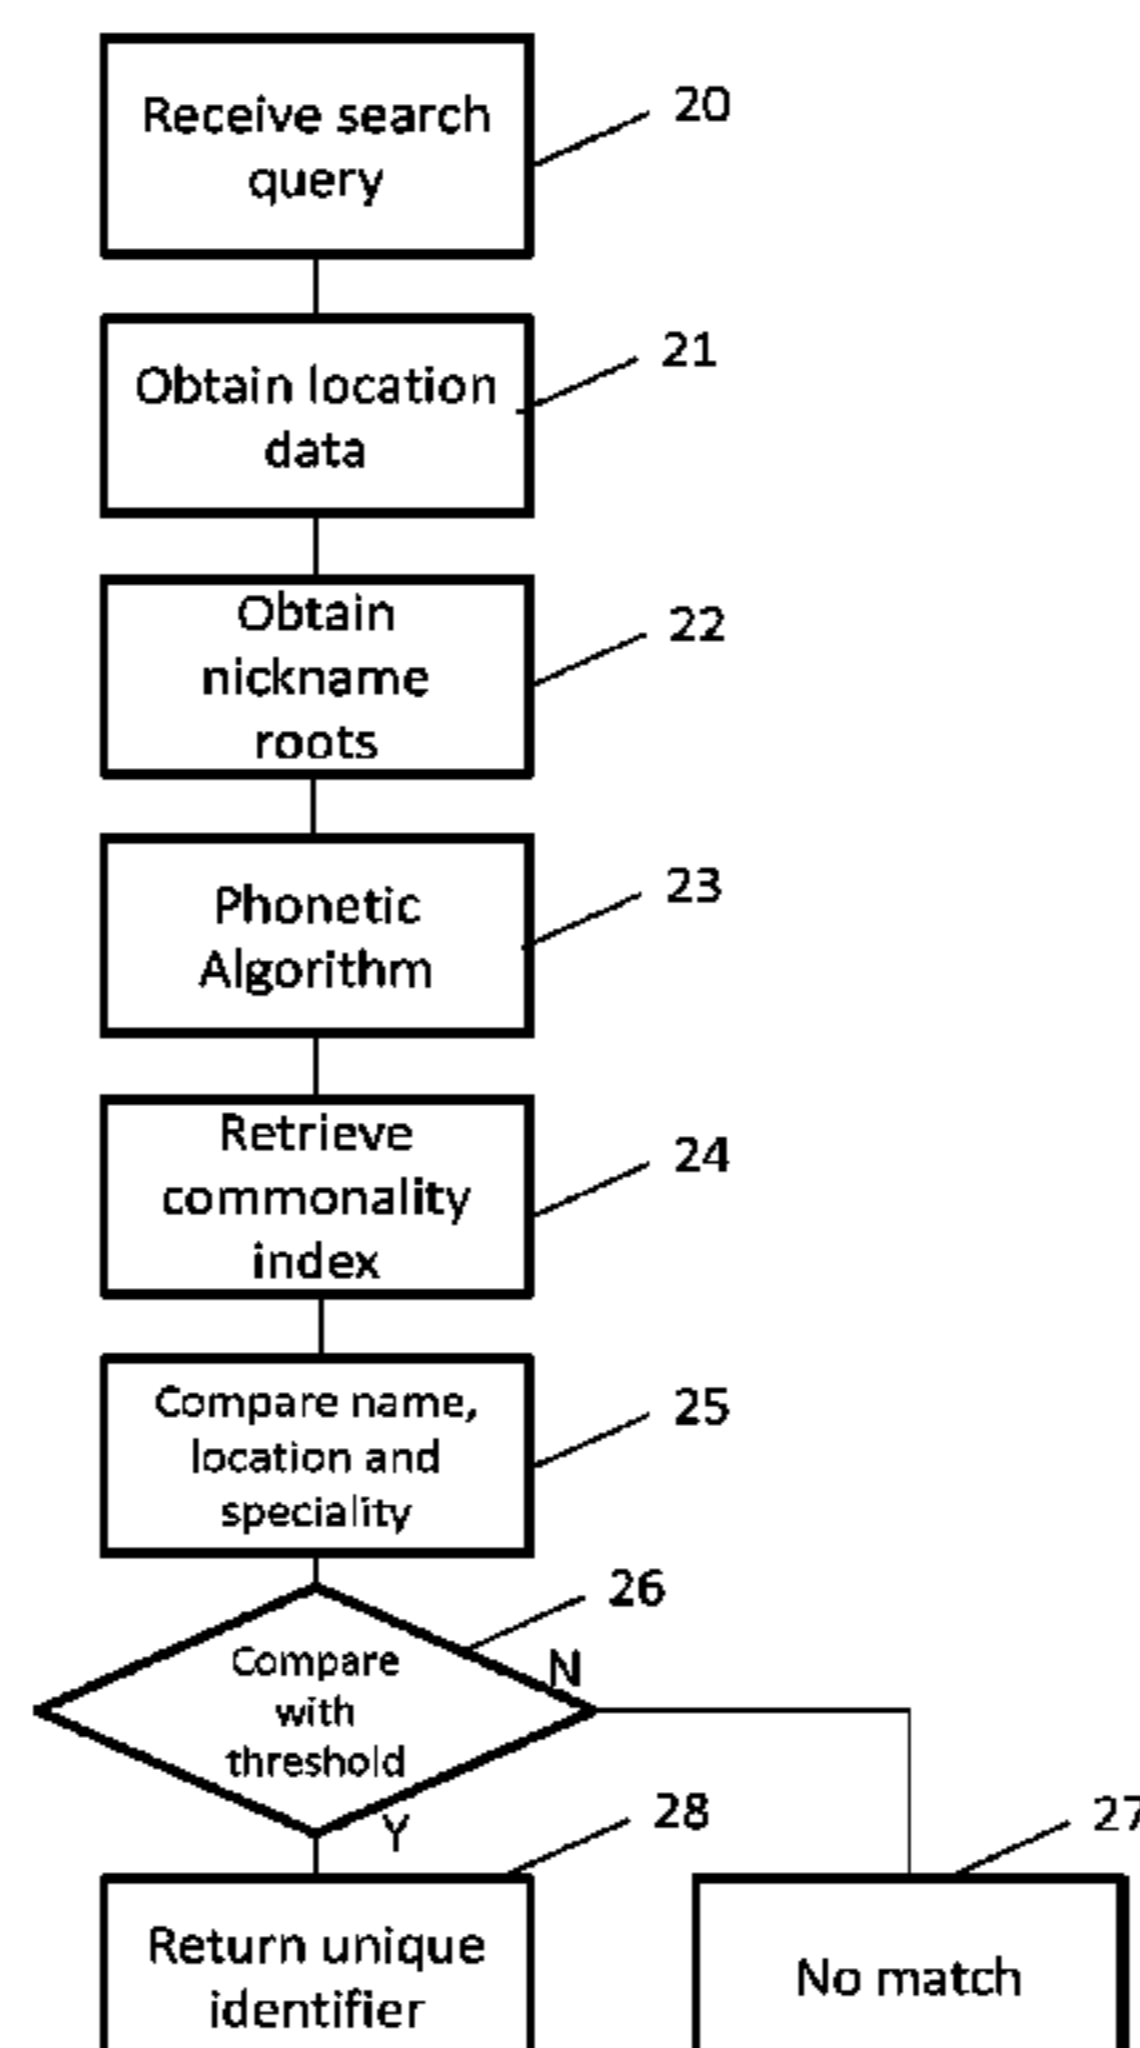 Receive search
query
20
Obtain location
data
21
Obtain
nickname
roots
22
Phonetic
Algorithm
23
Retrieve
commonality
index
24
Compare name,
location and
speciality
25
26
Compare
with
threshold
N
Y
28
27
Return unique
identifier
No match